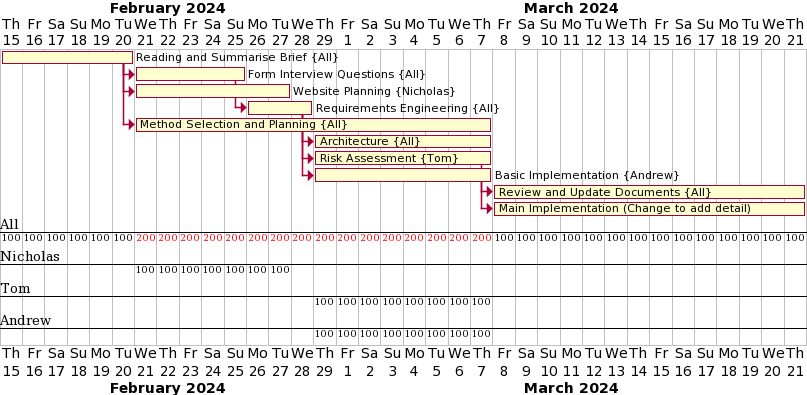 February 2024 March 2024
Th Fr Sa Su Mo Tu We Th Fr Sa Su Mo Tu We Th Fr Sa Su Mo Tu We Th Fr Sa Su Mo Tu We Th Fr Sa Su Mo Tu We Th
15 16 17 18 19 20 21 22 23 24 25 26 27 28 29 1 2 3 4 5 6 7 8 9 10 11 12 13 14 15 16 17 18 19 20 21
Reading and Summarise Brief {All}
Form Interview Questions {All}
Website Planning {Nicholas}
Requirements Engineering {All}
Method Selection and Planning {All}
Architecture {All}
Risk Assessment {Tom}
Basic Implementation {Andrew}
Review and Update Documents {All}
Main Implementation (Change to add detail)
All
100 100 100 100 100 100 200 200 200 200 200 200 200 200 200 200 200 200 200 200 200 200 100 100 100 100 100 100 100 100 100 100 100 100 100 100
Nicholas
100 100 100 100 100 100 100
Tom
100 100 100 100 100 100 100 100
Andrew
100 100 100 100 100 100 100 100
Th Fr Sa Su Mo Tu We Th Fr Sa Su Mo Tu We Th Fr Sa Su Mo Tu We Th Fr Sa Su Mo Tu We Th Fr Sa Su Mo Tu We Th
15 16 17 18 19 20 21 22 23 24 25 26 27 28 29 1 2 3 4 5 6 7 8 9 10 11 12 13 14 15 16 17 18 19 20 21
February 2024 March 2024